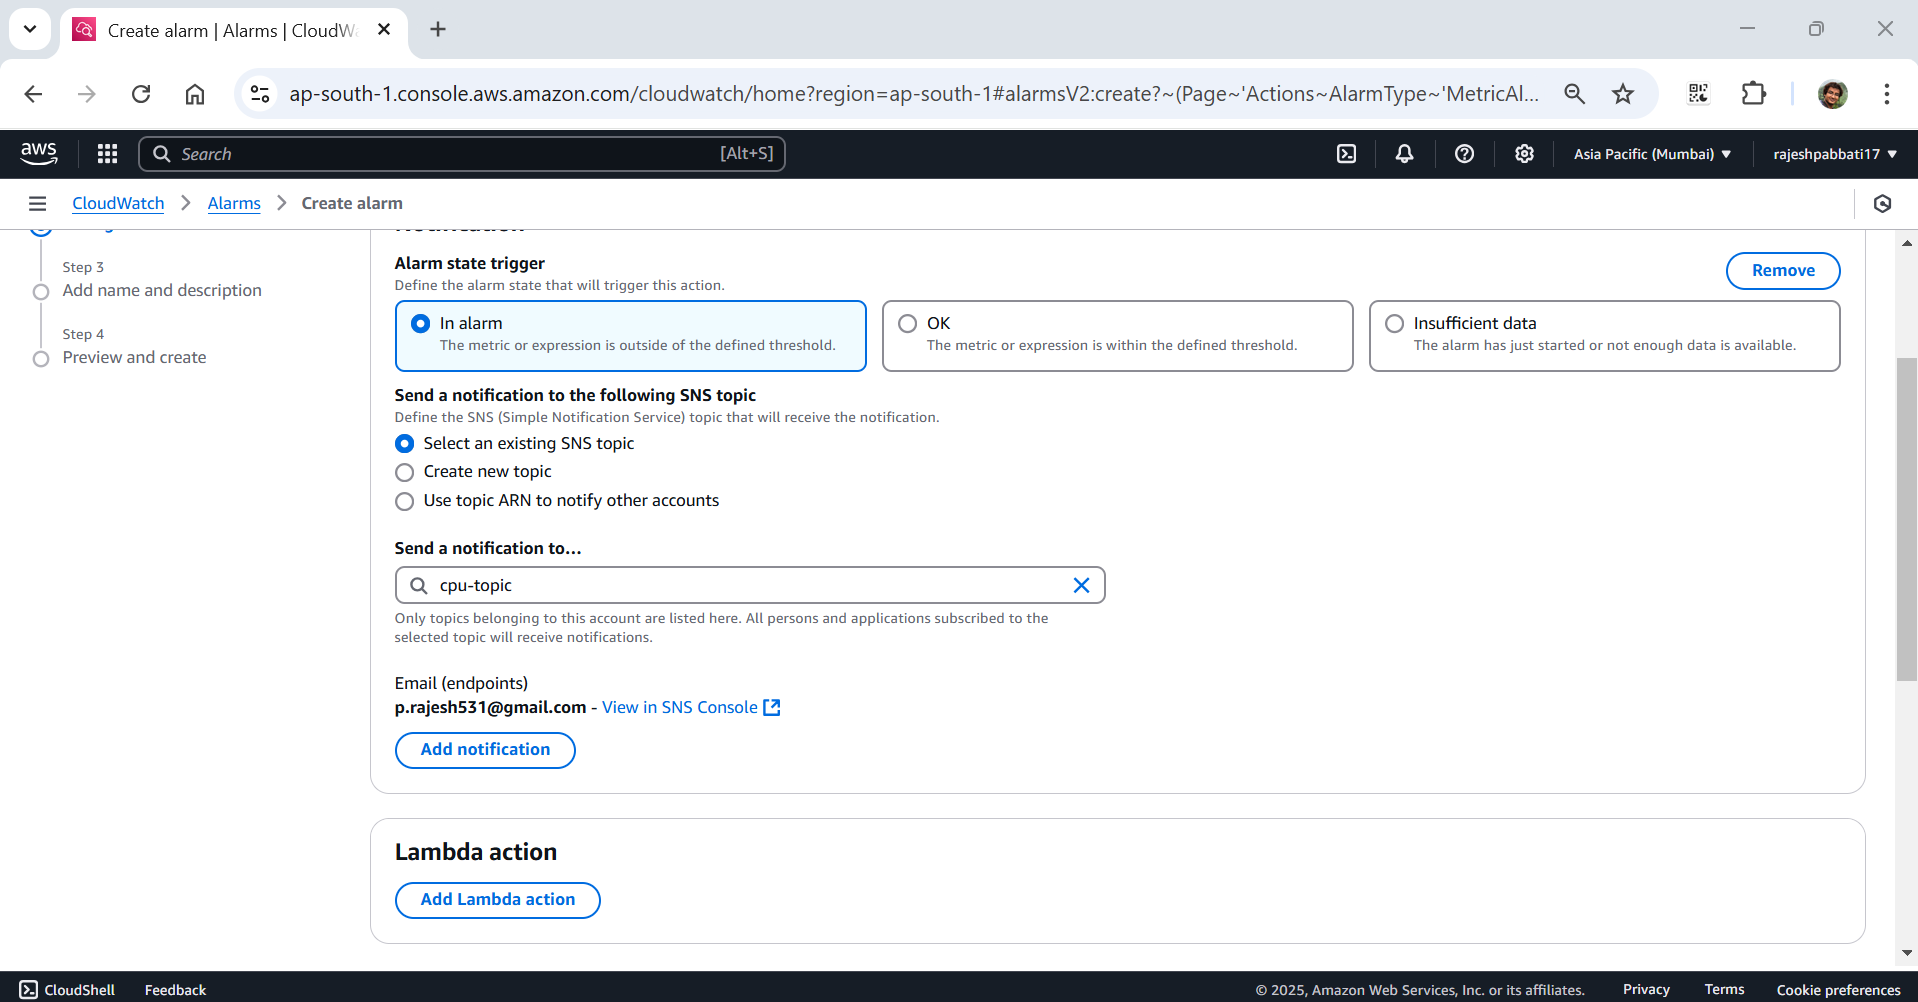 Create alarm | Alarms | CloudWa
ap-south-1.console.aws.amazon.com/cloudwatch/home?region=ap-south-1#alarmsV2:create?~(Page~'Actions~AlarmType~'MetricAl...
aws
Search
[Alt+S]
Asia Pacific (Mumbai)
rajeshpabbati17
CloudWatch
Alarms
Create alarm
Step 3
Add name and description
Step 4
Preview and create
Notification
Alarm state trigger
Define the alarm state that will trigger this action.
Remove
In alarm
The metric or expression is outside of the defined threshold.
OK
The metric or expression is within the defined threshold.
Insufficient data
The alarm has just started or not enough data is available.
Send a notification to the following SNS topic
Define the SNS (Simple Notification Service) topic that will receive the notification.
Select an existing SNS topic
Create new topic
Use topic ARN to notify other accounts
Send a notification to...
cpu-topic
Only topics belonging to this account are listed here. All persons and applications subscribed to the
selected topic will receive notifications.
Email (endpoints)
p.rajesh531@gmail.com - View in SNS Console
Add notification
Lambda action
Add Lambda action
CloudShell
Feedback
© 2025, Amazon Web Services, Inc. or its affiliates.
Privacy
Terms
Cookie preferences